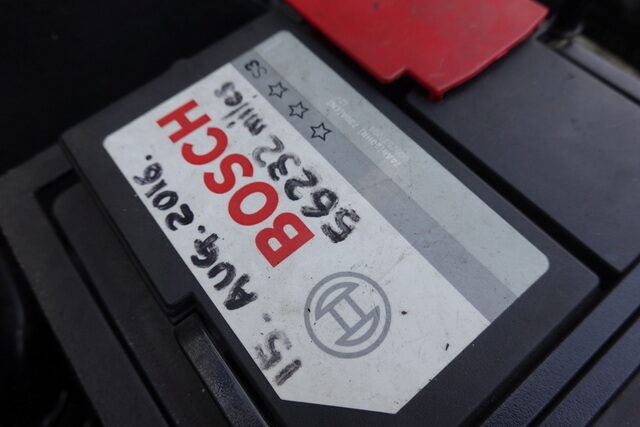 S3
56232 miles
BOSCH
15. AUG. 2016.